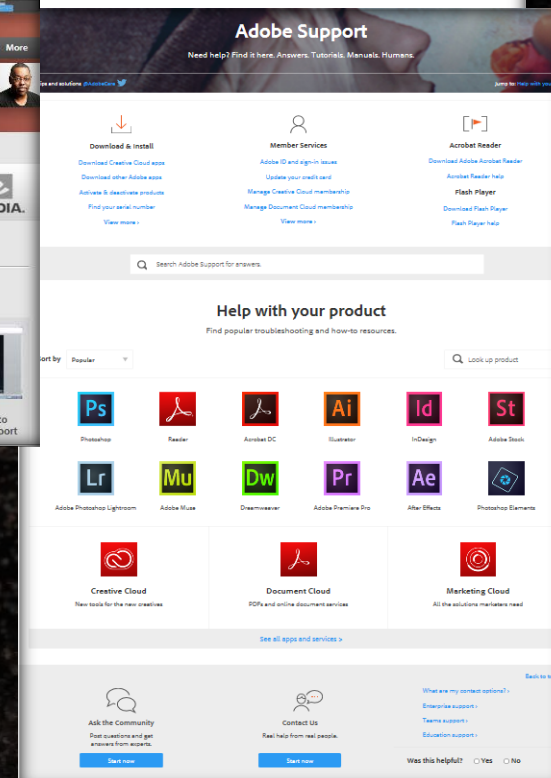 Adobe Support
Need help? Find it here. Answers. Tutorials. Manuals. Humans.
More
and solutions @AdobeCare
Jump to: Help with your
Download & Install
Download Creative Cloud apps
Download other Adobe apps
Activate & deactivate products
Find your serial number
View more ›
Member Services
Adobe ID and sign-in issues
Update your credit card
Manage Creative Cloud membership
Manage Document Cloud membership
View more ›
Acrobat Reader
Download Adobe Acrobat Reader
Acrobat Reader help
Flash Player
Download Flash Player
Flash Player help
DIA.
Search Adobe Support for answers.
Help with your product
Find popular troubleshooting and how-to resources.
ort by Popular
Look up product
Ps
Ai
Id
St
Photoshop
Reader
Acrobat DC
Illustrator
InDesign
Adobe Stock
to
port
Lr
Mu
Dw
Pr
Ae
Adobe Photoshop Lightroom
Adobe Muse
Dreamweaver
Adobe Premiere Pro
After Effects
Photoshop Elements
Creative Cloud
New tools for the new creatives
Document Cloud
PDFs and online document services
Marketing Cloud
All the solutions marketers need
See all apps and services >
Back to t
Ask the Community
Post questions and get
answers from experts.
Start now
Contact Us
Real help from real people.
Start now
What are my contact options? ›
Enterprise support ›
Teams support ›
Education support ›
Was this helpful? Yes No